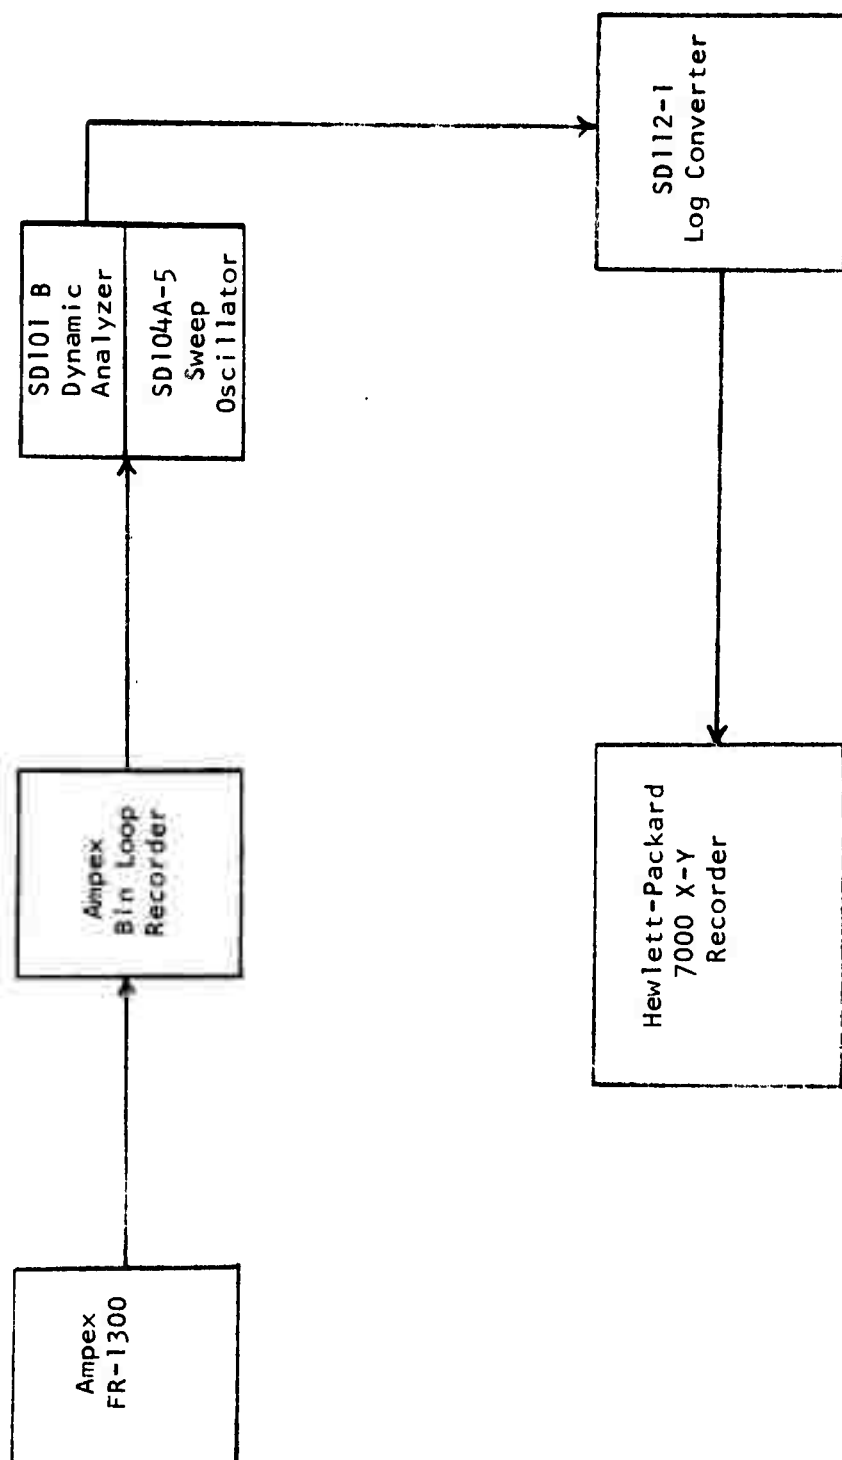 Ampex
FR-1300
Ampex
Bin Loop
Recorder
SD101 B
Dynamic
Analyzer
SD104A-5
Sweep
Oscillator
SD112-1
Log Converter
Hewlett-Packard
7000 X-Y
Recorder